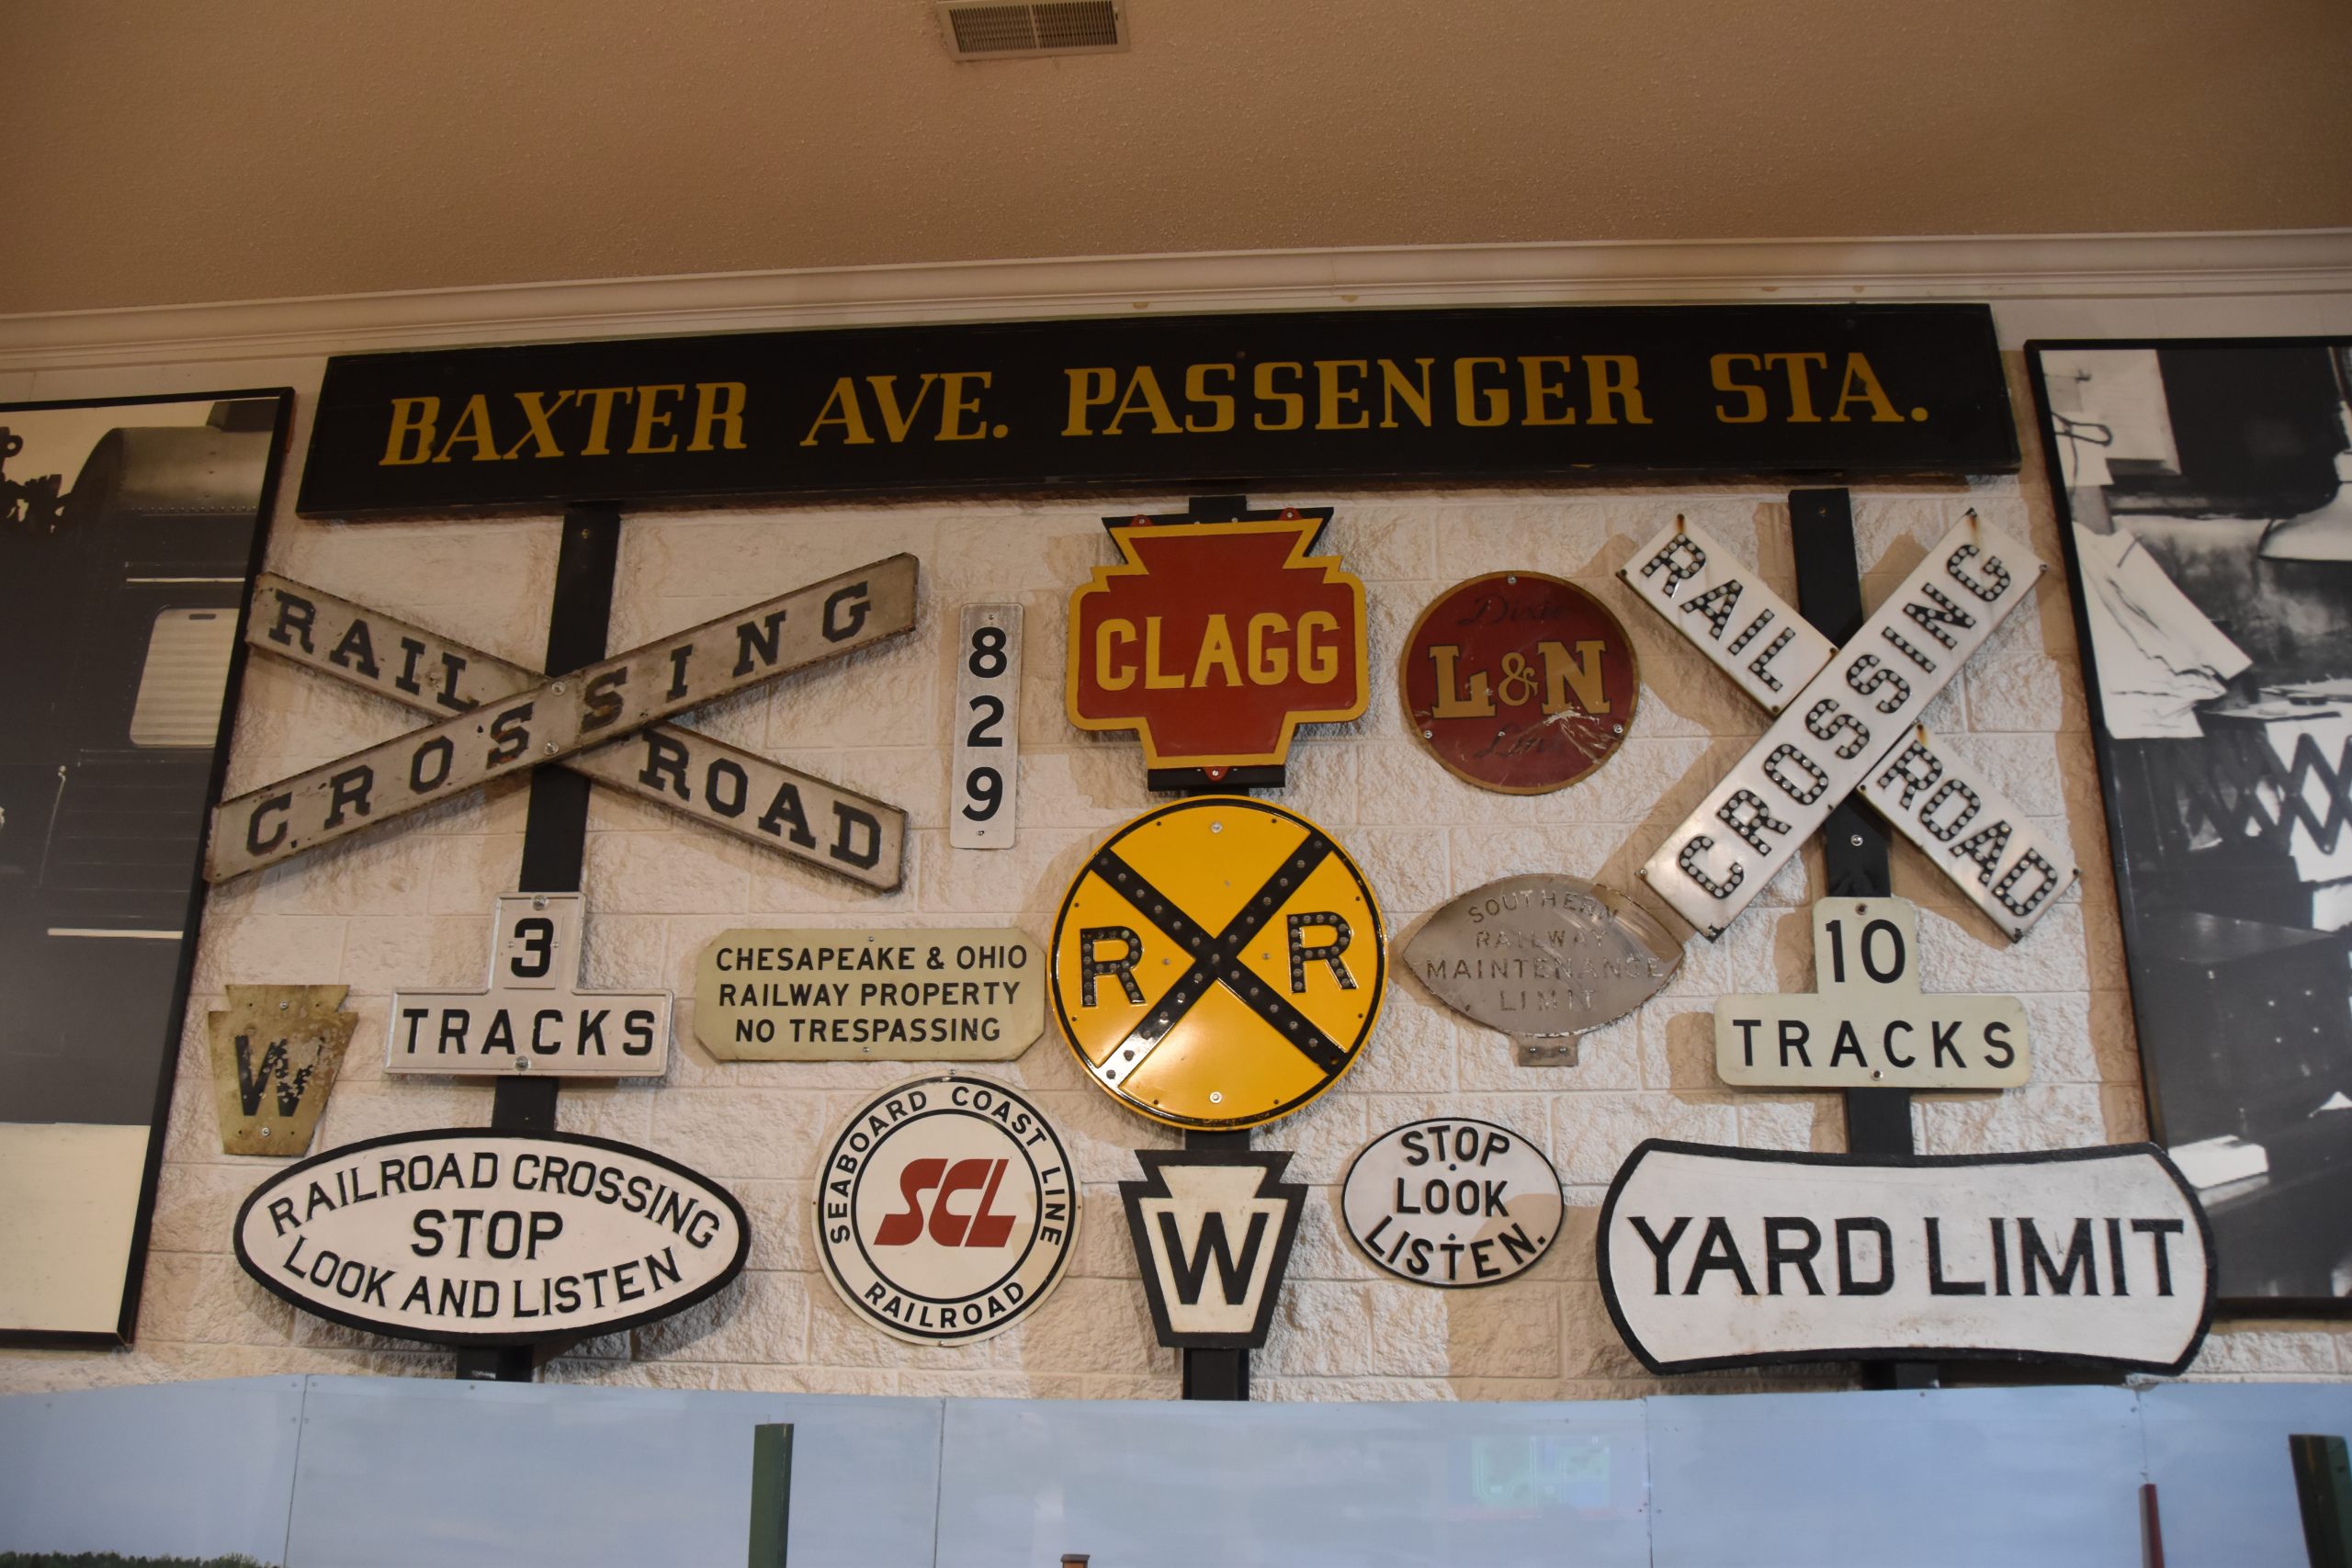 BAXTER AVE. PASSENGER STA.
RAIL ROAD
CROSSING
8
2
9
CLAGG
Dixie
L&N
Line
RAIL ROAD
CROSSING
3
TRACKS
W
CHESAPEAKE & OHIO
RAILWAY PROPERTY
NO TRESPASSING
R R
SOUTHERN
RAILWAY
MAINTENANCE
LIMIT
10
TRACKS
RAILROAD CROSSING
STOP
LOOK AND LISTEN
SEABOARD COAST LINE
SCL
RAILROAD
W
STOP
LOOK
LISTEN.
YARD LIMIT